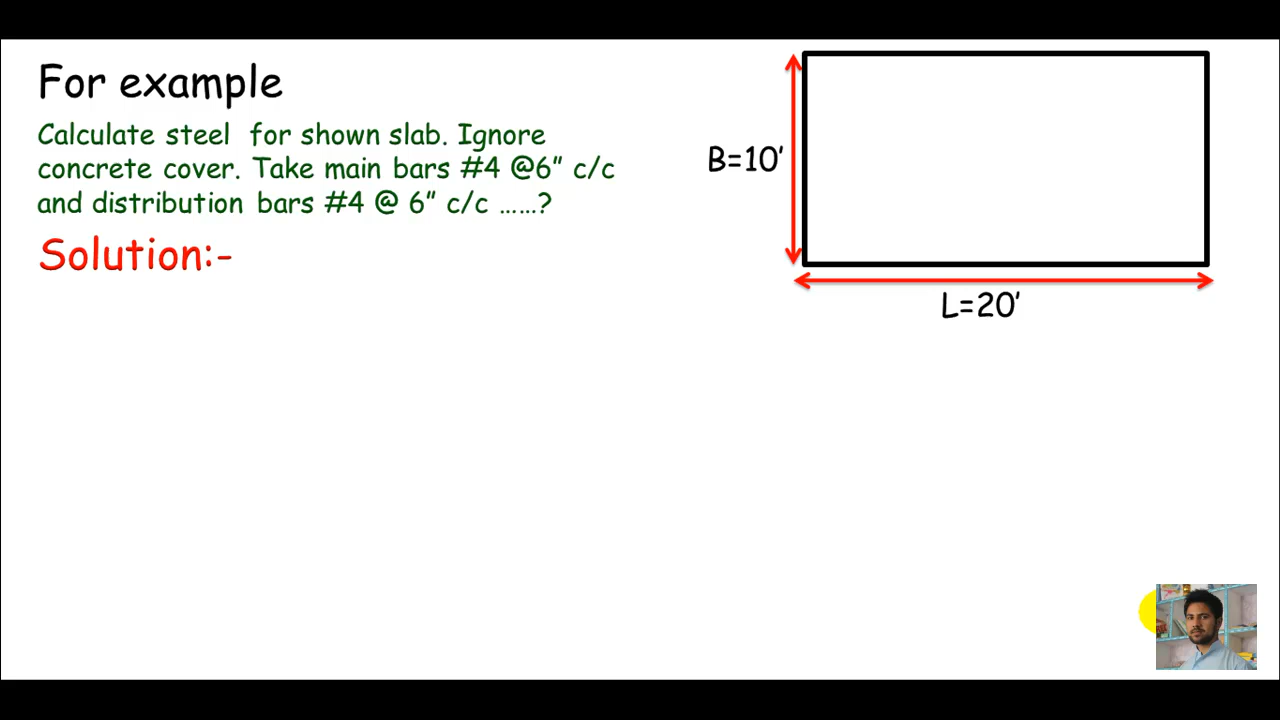 For example
Calculate steel  for shown slab. Ignore
concrete cover. Take main bars #4 @6″ c/c
and distribution bars #4 @ 6″ c/c ……?
Solution:-
B=10′
L=20′